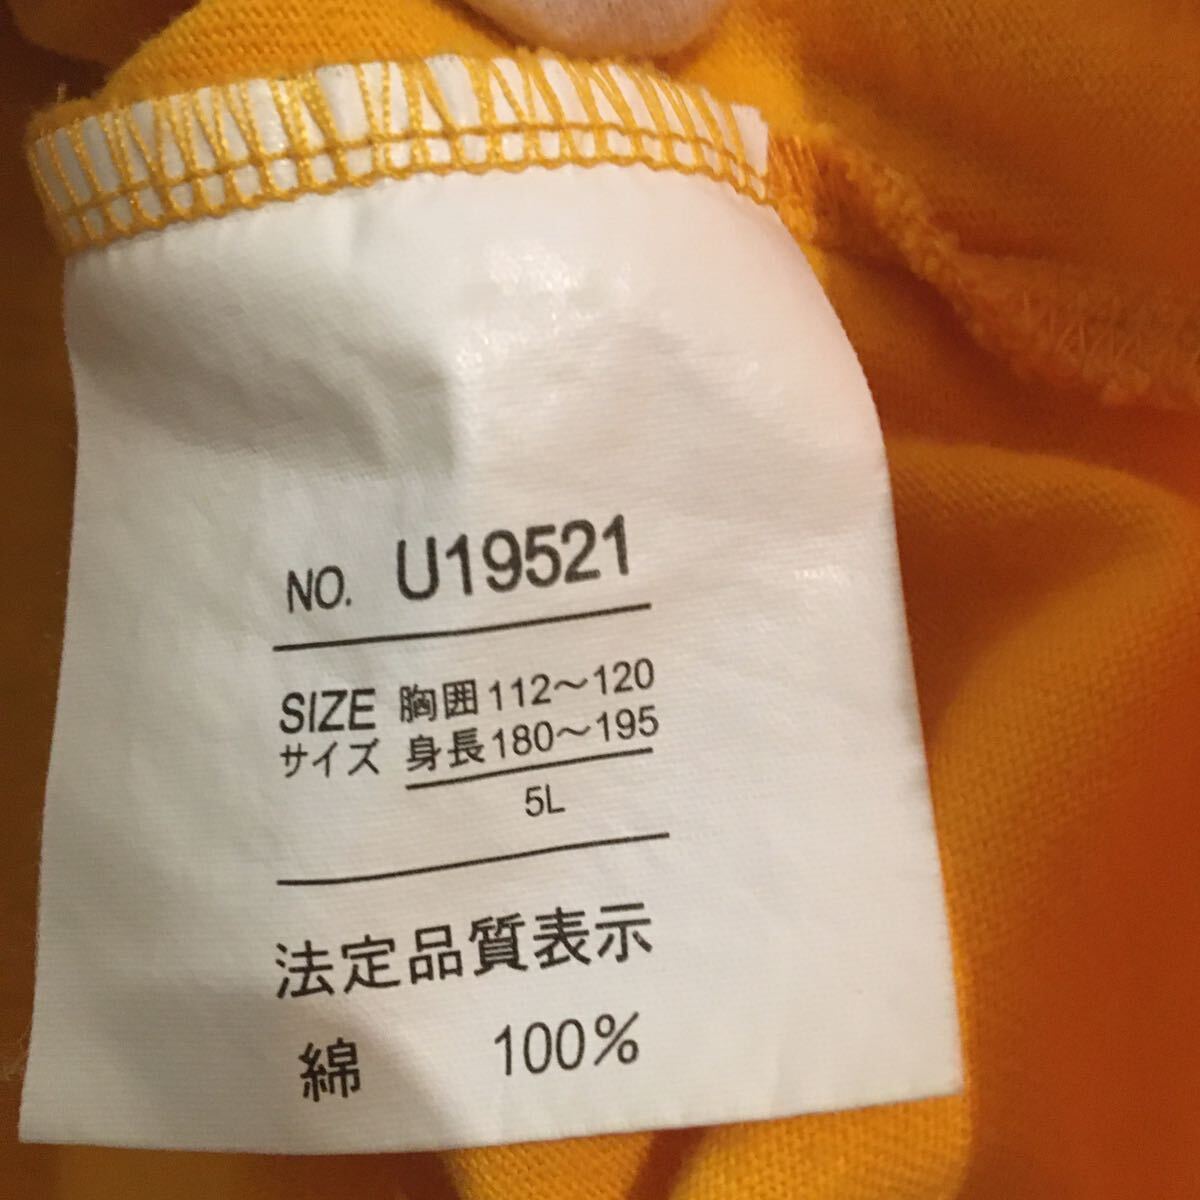 NO. U19521
SIZE 胸囲112～120
サイズ 身長180～195
5L
法定品質表示
綿 100%